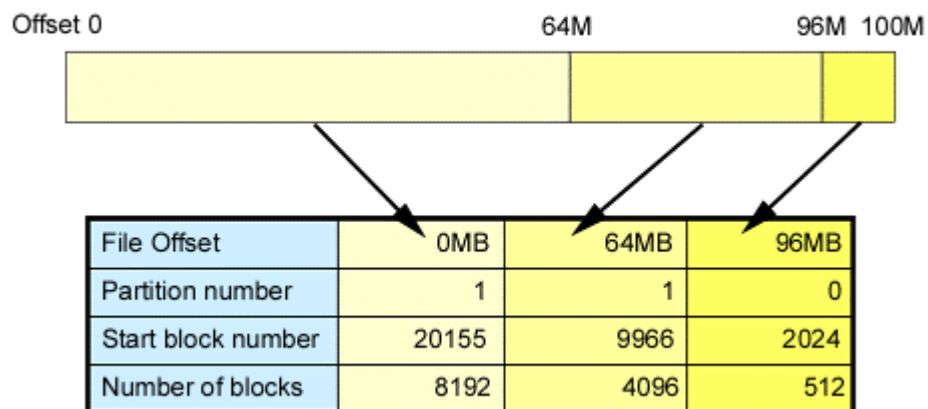 Offset 0 64M 96M 100M
File Offset 0MB 64MB 96MB
Partition number 1 1 0
Start block number 20155 9966 2024
Number of blocks 8192 4096 512